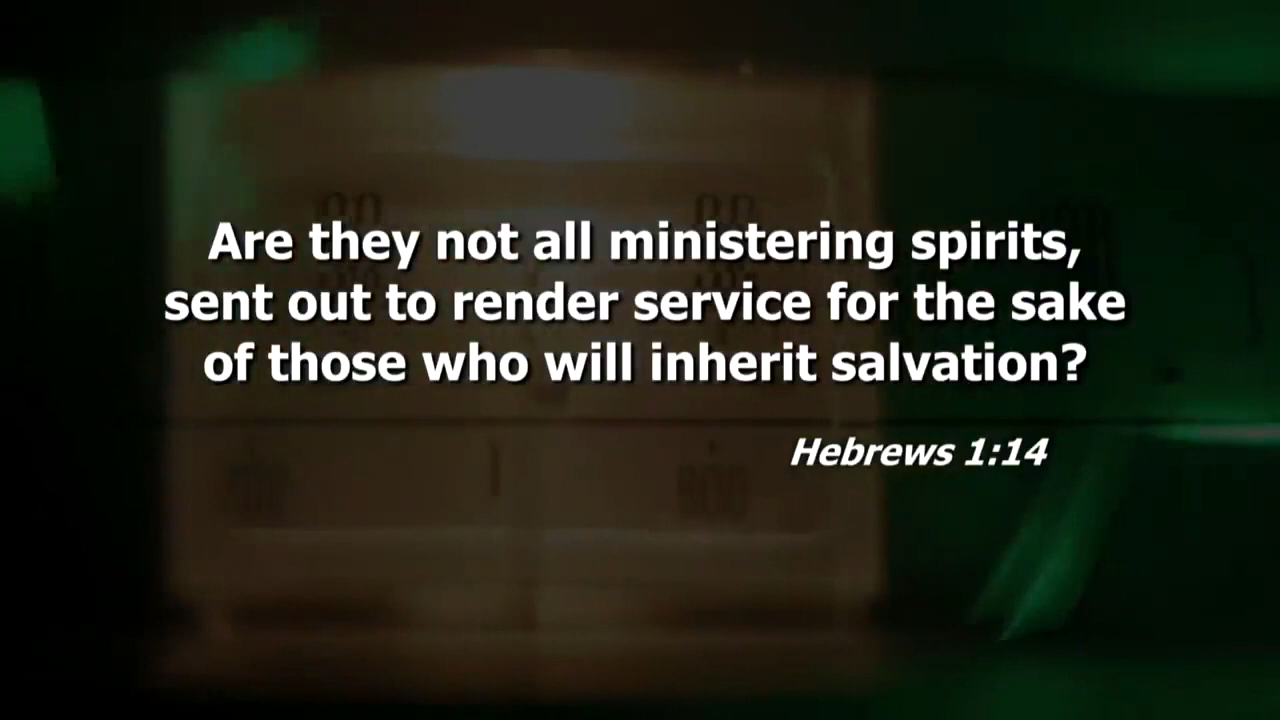 Are they not all ministering spirits,
sent out to render service for the sake
of those who will inherit salvation?
Hebrews 1:14